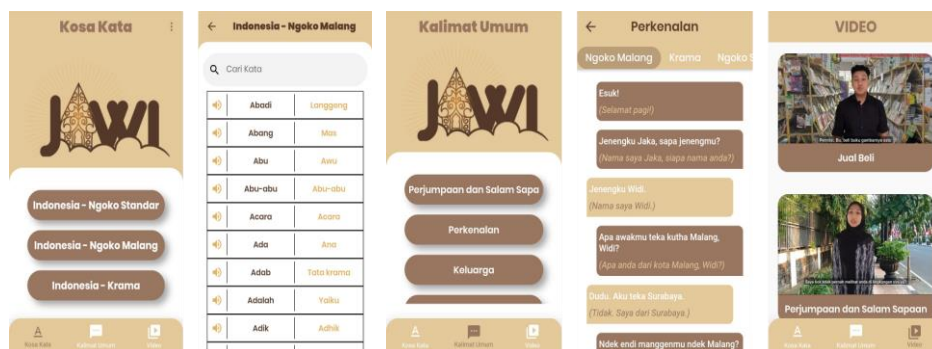 Kosa Kata
JAWI
Indonesia - Ngoko Standar
Indonesia - Ngoko Malang
Indonesia - Krama
Kosa Kata
Kalimat Umum
Video
Indonesia - Ngoko Malang
Cari Kata
Abadi Langgeng
Abang Mas
Abu Awu
Abu-abu Abu-abu
Acara Acara
Ada Ana
Adab Tata krama
Adalah Yaiku
Adik Adhik
Kalimat Umum
JAWI
Perjumpaan dan Salam Sapa
Perkenalan
Keluarga
Kosa Kata
Kalimat Umum
Video
Perkenalan
Ngoko Malang Krama Ngoko S
Esuk!
(Selamat pagi!)
Jenengku Jaka, sapa jenengmu?
(Nama saya Jaka, siapa nama anda?)
Jenengku Widi.
(Nama saya Widi.)
Apa awakmu teka kutha Malang,
Widi?
(Apa anda dari kota Malang, Widi?)
Dudu. Aku teka Surabaya.
(Tidak. Saya dari Surabaya.)
Ndek endi manggenmu ndek Malang?
VIDEO
Jual Beli
Perjumpaan dan Salam Sapaan
Kosa Kata
Kalimat Umum
Video